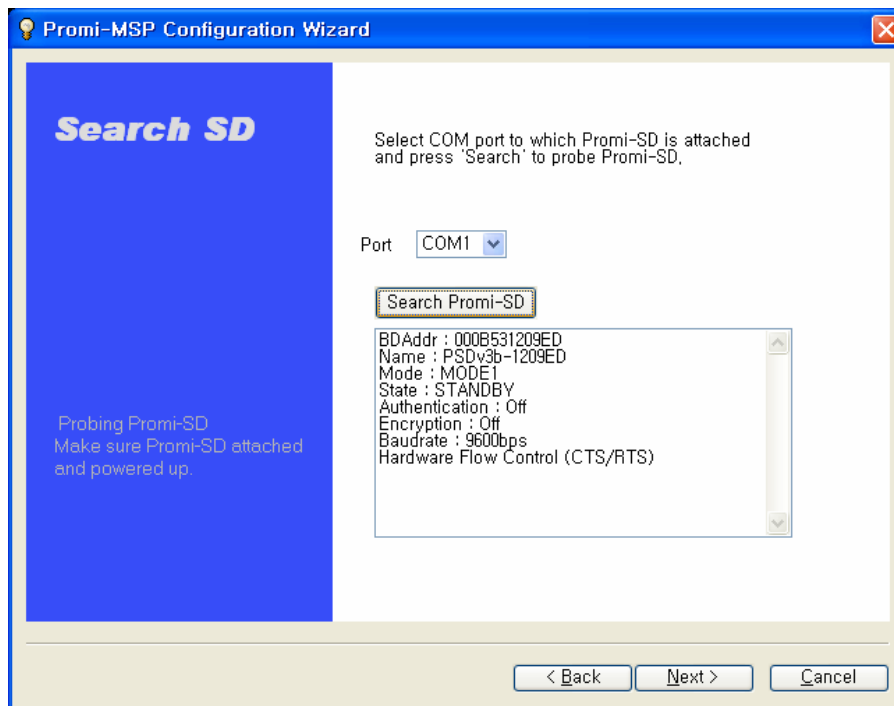 Promi-MSP Configuration Wizard
Search SD
Select COM port to which Promi-SD is attached
and press 'Search' to probe Promi-SD,
Port COM1
Search Promi-SD
BDAddr : 000B531209ED
Name : PSDv3b-1209ED
Mode : MODE1
State : STANDBY
Authentication : Off
Encryption : Off
Baudrate : 9600bps
Hardware Flow Control (CTS/RTS)
Probing Promi-SD
Make sure Promi-SD attached
and powered up.
< Back Next > Cancel